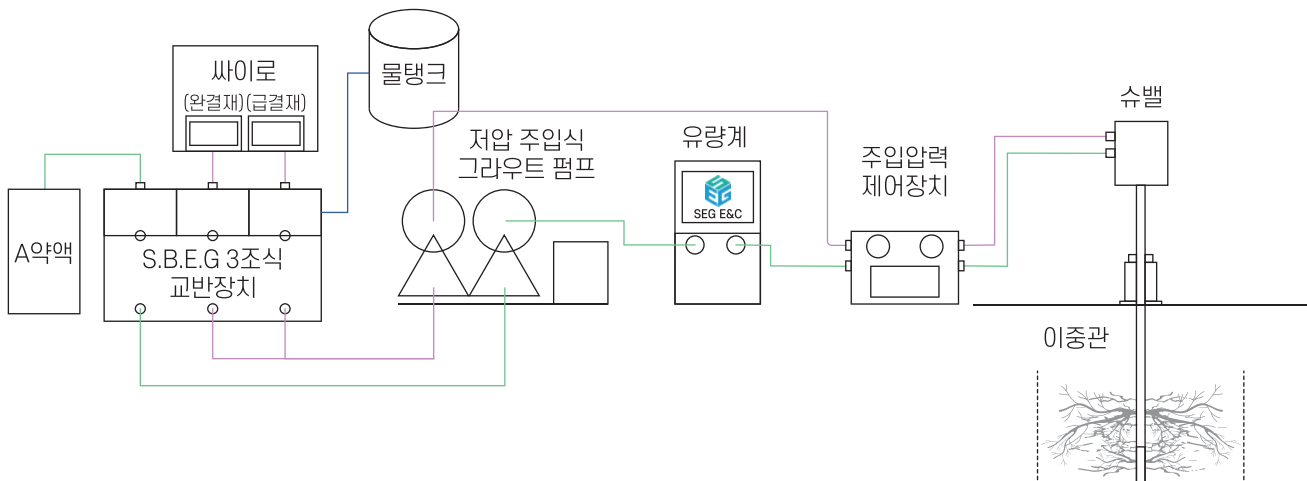 싸이로
(완결재)(급결재)
물탱크
A약액
S.B.E.G 3조식
교반장치
저압 주입식
그라우트 펌프
유량계
SEG
SEG E&C
주입압력
제어장치
슈밸
이중관